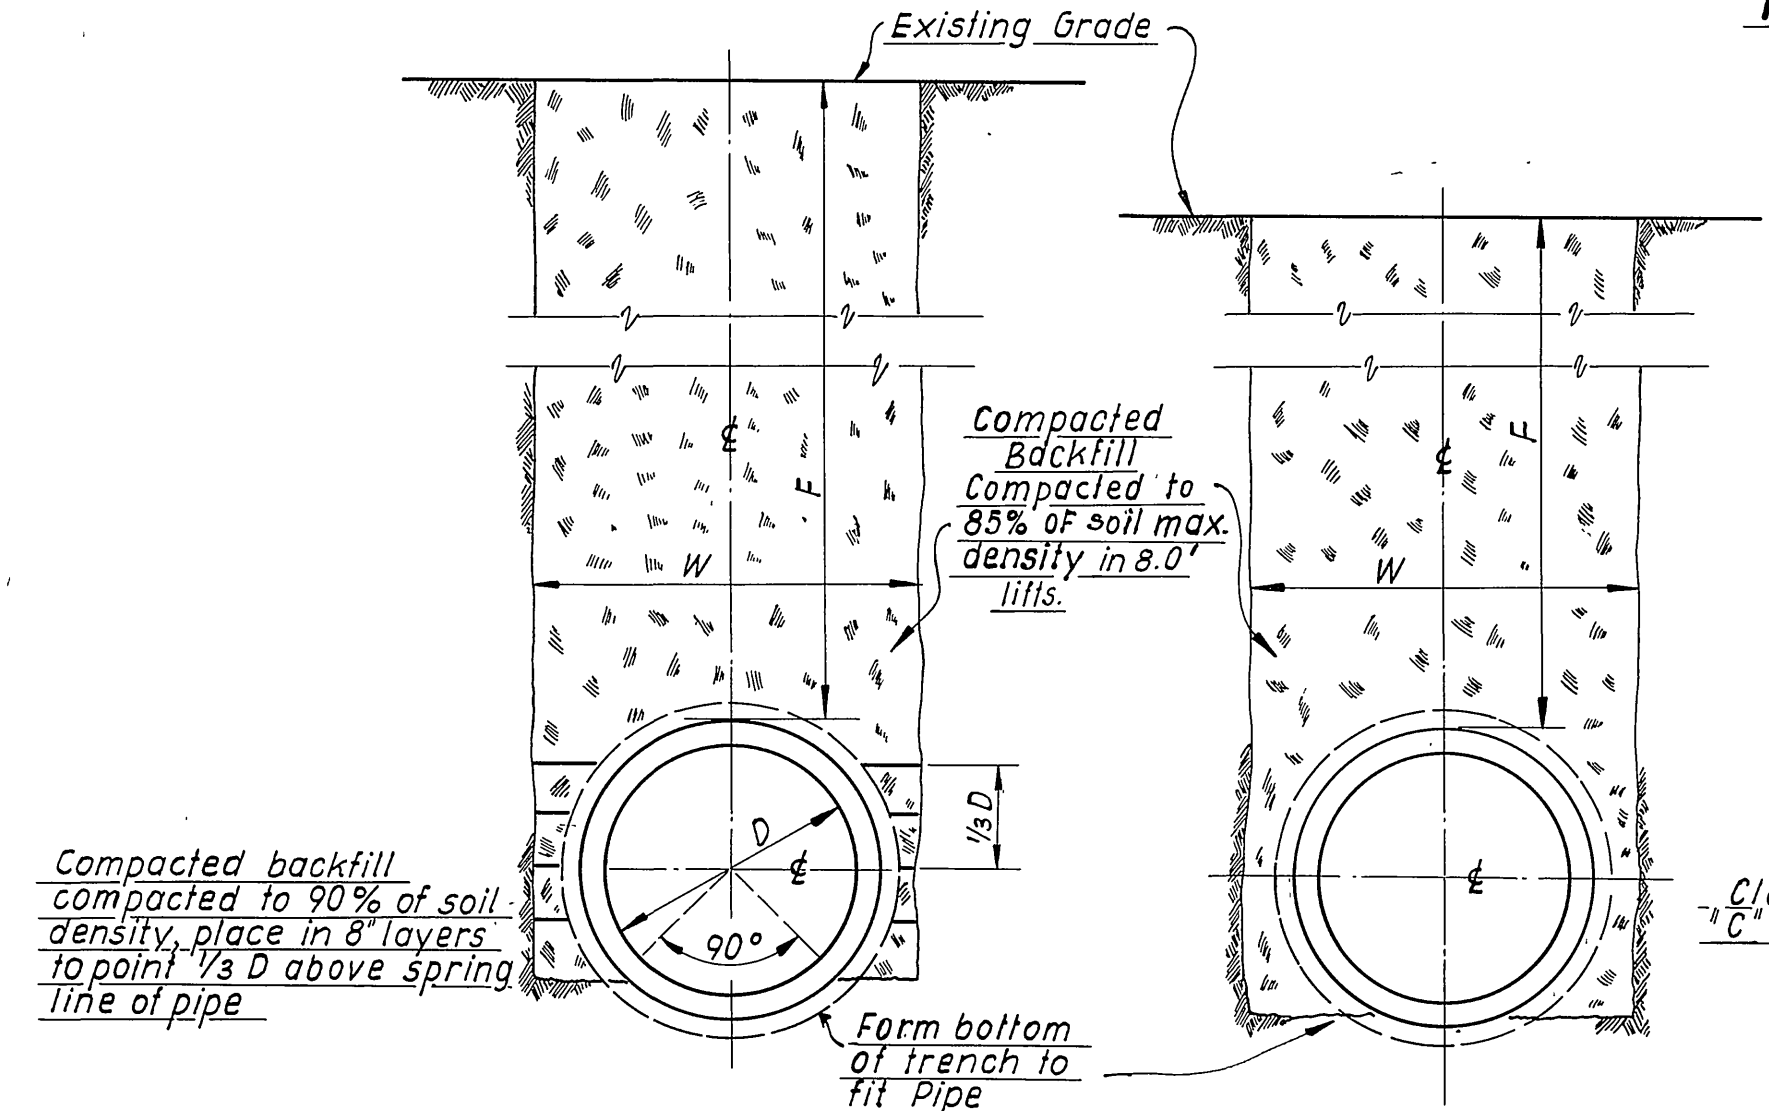 Existing Grade
Compacted
Backfill
Compacted to
85% OF soil max.
density in 8.0'
lifts.
F
F
W
W
D
1/3 D
90°
Compacted backfill
compacted to 90% of soil
density, place in 8" layers
to point 1/3 D above spring
line of pipe
Form bottom
of trench to
fit Pipe
"C"